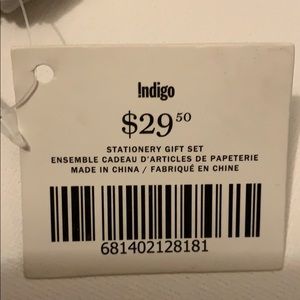 !ndigo
$29.50
STATIONERY GIFT SET
ENSEMBLE CADEAU D'ARTICLES DE PAPETERIE
MADE IN CHINA / FABRIQUÉ EN CHINE
681402128181